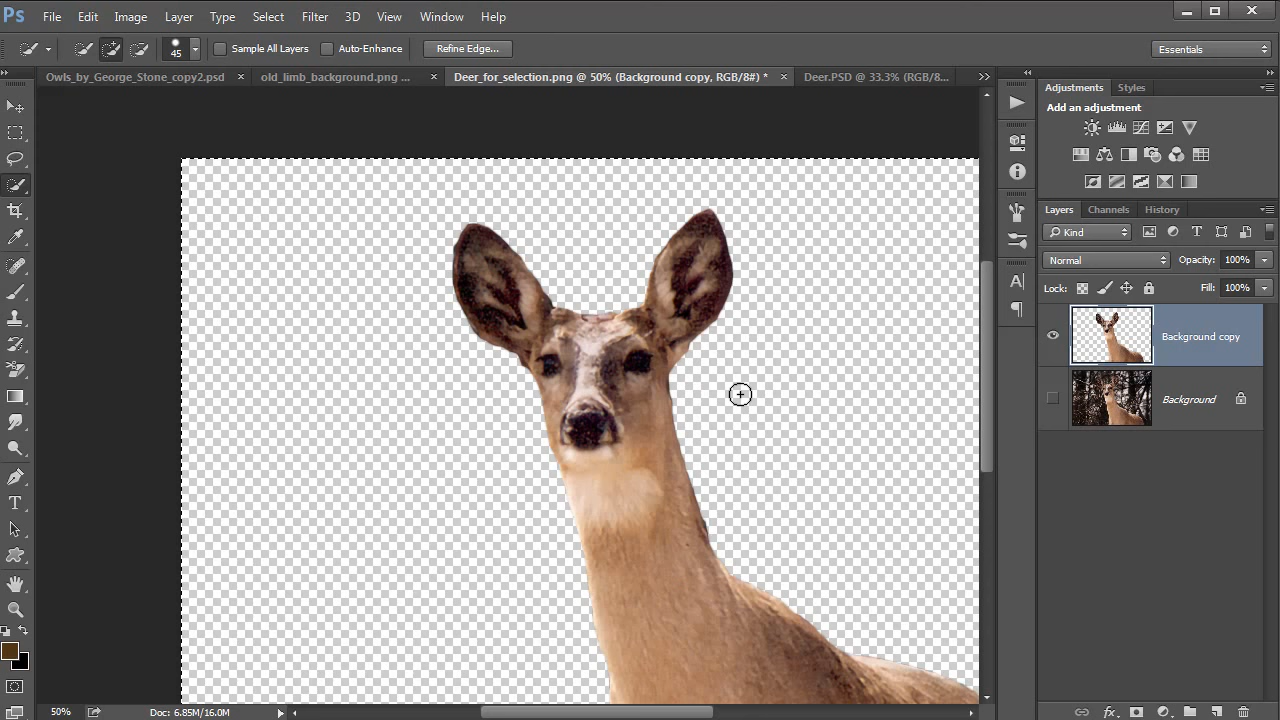 Ps File Edit Image Layer Type Select Filter 3D View Window Help
45 Sample All Layers Auto-Enhance Refine Edge... Essentials
Owls_by_George_Stone_copy2.psd × old_limb_background.png ... × Deer_for_selection.png @ 50% (Background copy, RGB/8#) * × Deer.PSD @ 33.3% (RGB/8...
Adjustments Styles
Add an adjustment
Layers Channels History
Kind T
Normal Opacity: 100%
Lock: Fill: 100%
A
Background copy
Background
T
50% Doc: 6.85M/16.0M
fx